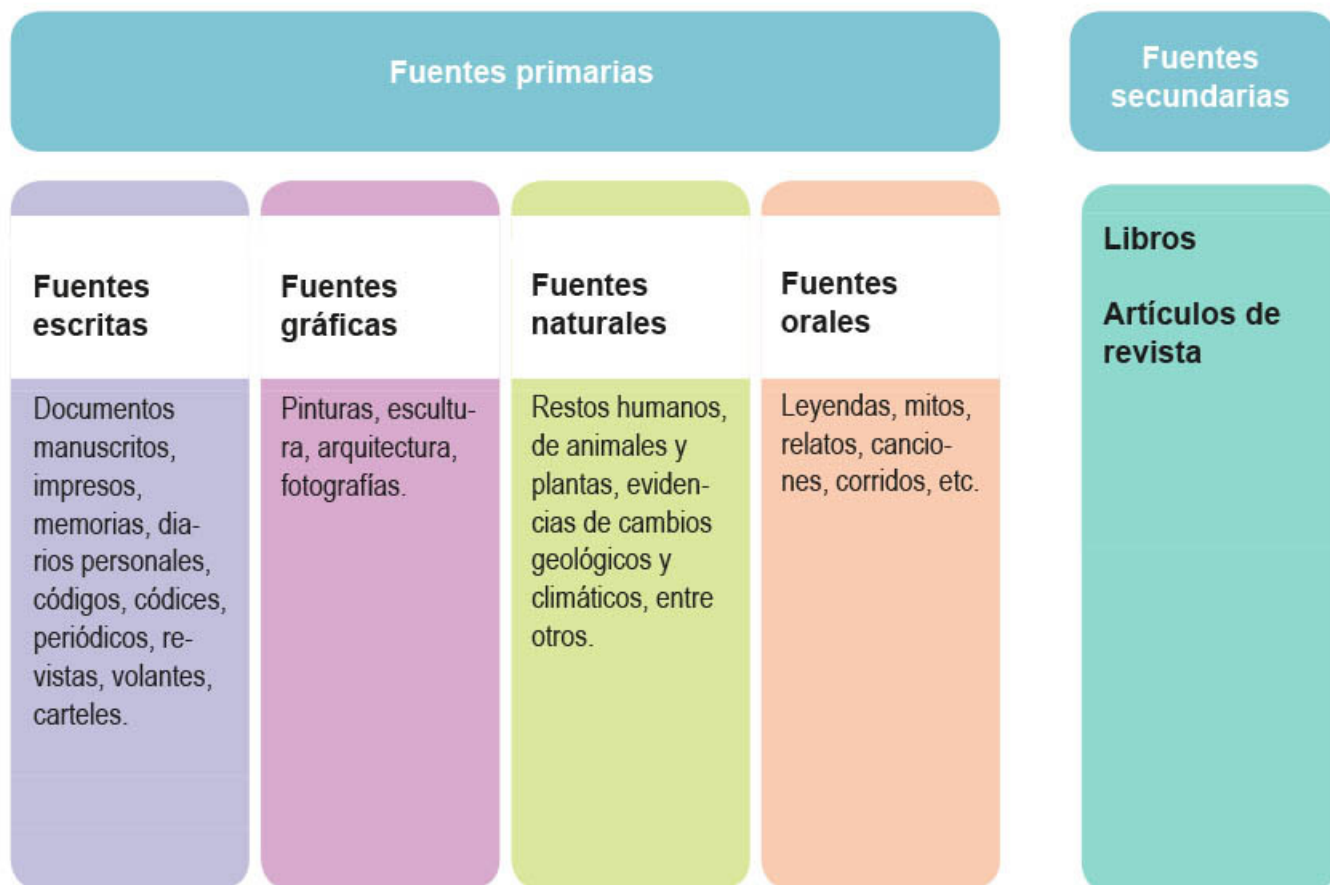 Fuentes primarias
Fuentes
secundarias
Fuentes
escritas
Documentos
manuscritos,
impresos,
memorias, dia-
rios personales,
códigos, códices,
periódicos, re-
vistas, volantes,
carteles.
Fuentes
gráficas
Pinturas, escultu-
ra, arquitectura,
fotografías.
Fuentes
naturales
Restos humanos,
de animales y
plantas, eviden-
cias de cambios
geológicos y
climáticos, entre
otros.
Fuentes
orales
Leyendas, mitos,
relatos, cancio-
nes, corridos, etc.
Libros
Artículos de
revista